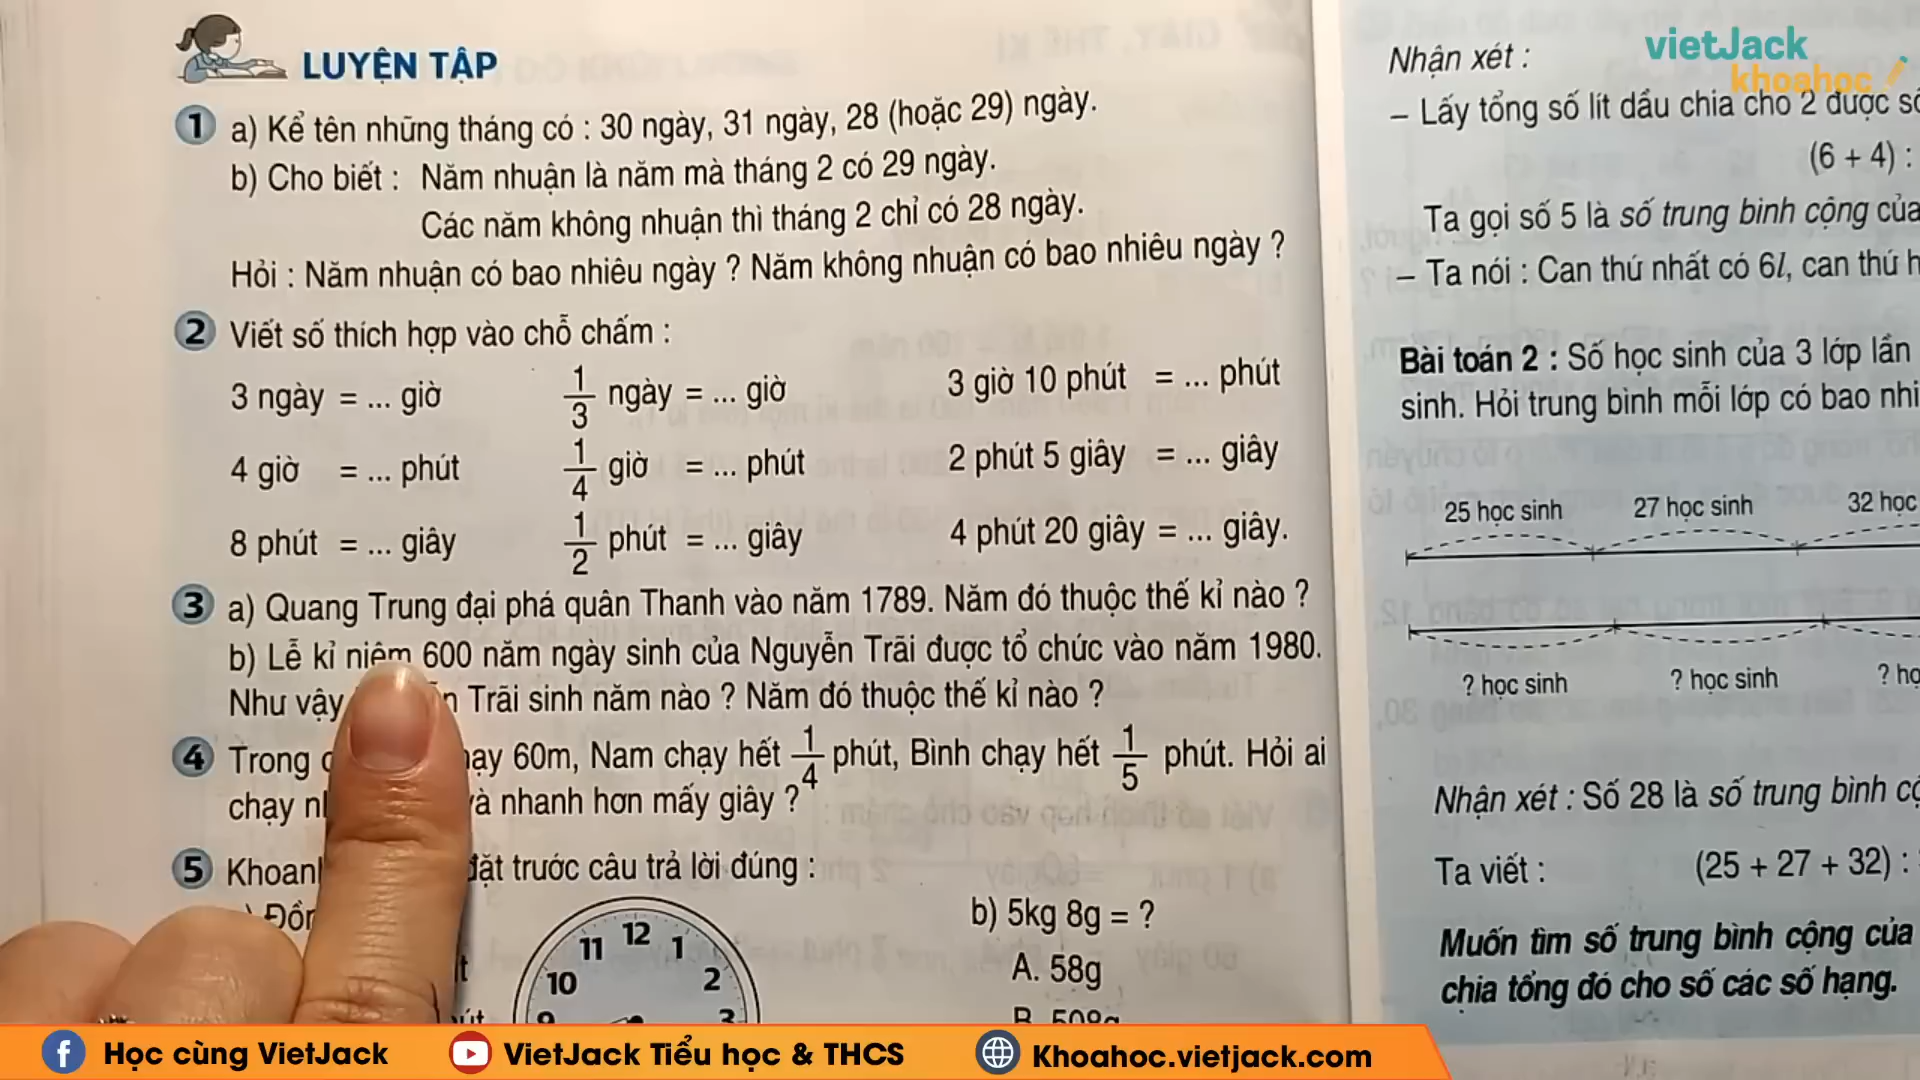 LUYỆN TẬP
1 a) Kể tên những tháng có : 30 ngày, 31 ngày, 28 (hoặc 29) ngày.
b) Cho biết : Năm nhuận là năm mà tháng 2 có 29 ngày.
Các năm không nhuận thì tháng 2 chỉ có 28 ngày.
Hỏi : Năm nhuận có bao nhiêu ngày ? Năm không nhuận có bao nhiêu ngày ?
2 Viết số thích hợp vào chỗ chấm :
3 ngày = ... giờ 1/3 ngày = ... giờ 3 giờ 10 phút = ... phút
4 giờ = ... phút 1/4 giờ = ... phút 2 phút 5 giây = ... giây
8 phút = ... giây 1/2 phút = ... giây 4 phút 20 giây = ... giây.
3 a) Quang Trung đại phá quân Thanh vào năm 1789. Năm đó thuộc thế kỉ nào ?
b) Lễ kỉ niệm 600 năm ngày sinh của Nguyễn Trãi được tổ chức vào năm 1980.
Như vậy Trãi sinh năm nào ? Năm đó thuộc thế kỉ nào ?
4 Trong 60m, Nam chạy hết 1/4 phút, Bình chạy hết 1/5 phút. Hỏi ai
chạy nhanh hơn mấy giây ?
5 đặt trước câu trả lời đúng :
12
11 1
10 2
b) 5kg 8g = ?
A. 58g
vietJack
khoahoc
Nhận xét :
– Lấy tổng số lít dầu chia cho 2 được
(6 + 4) :
Ta gọi số 5 là số trung bình cộng của
– Ta nói : Can thứ nhất có 6l, can thứ
Bài toán 2 : Số học sinh của 3 lớp lần
sinh. Hỏi trung bình mỗi lớp có bao
25 học sinh 27 học sinh 32 học
? học sinh ? học sinh ?
Nhận xét : Số 28 là số trung bình
Ta viết : (25 + 27 + 32) :
Muốn tìm số trung bình cộng của
chia tổng đó cho số các số hạng.
Học cùng VietJack VietJack Tiểu học & THCS Khoahoc.vietjack.com